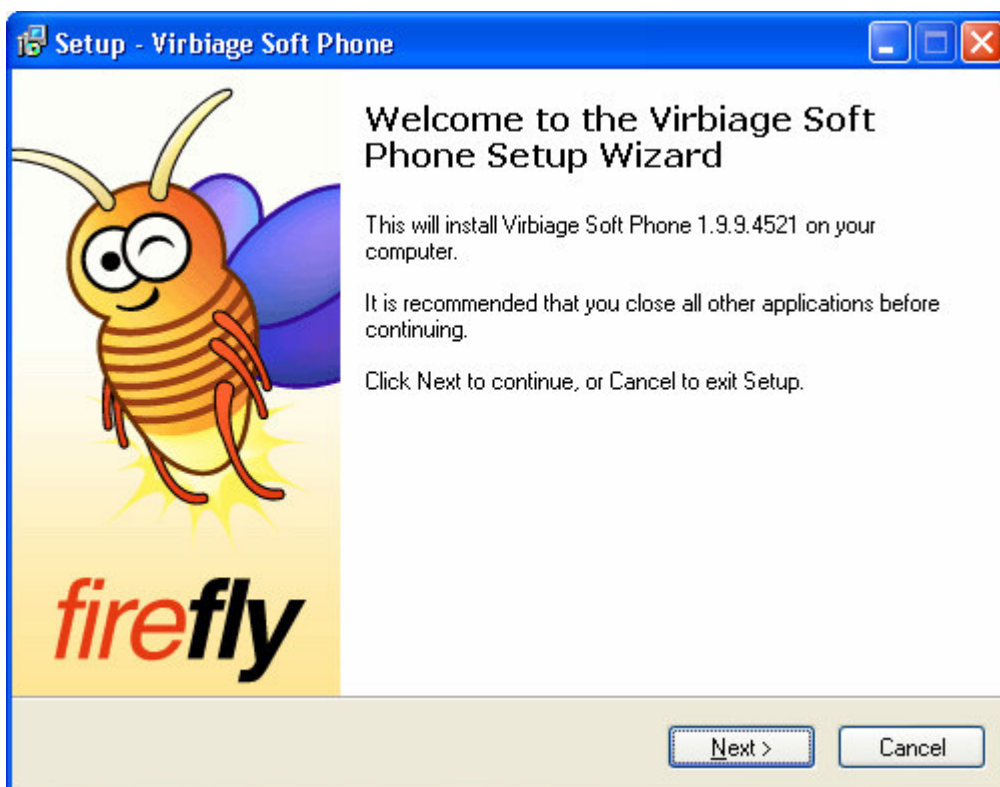 Setup - Virbiage Soft Phone
Welcome to the Virbiage Soft
Phone Setup Wizard
This will install Virbiage Soft Phone 1.9.9.4521 on your
computer.
It is recommended that you close all other applications before
continuing.
Click Next to continue, or Cancel to exit Setup.
firefly
Next >
Cancel